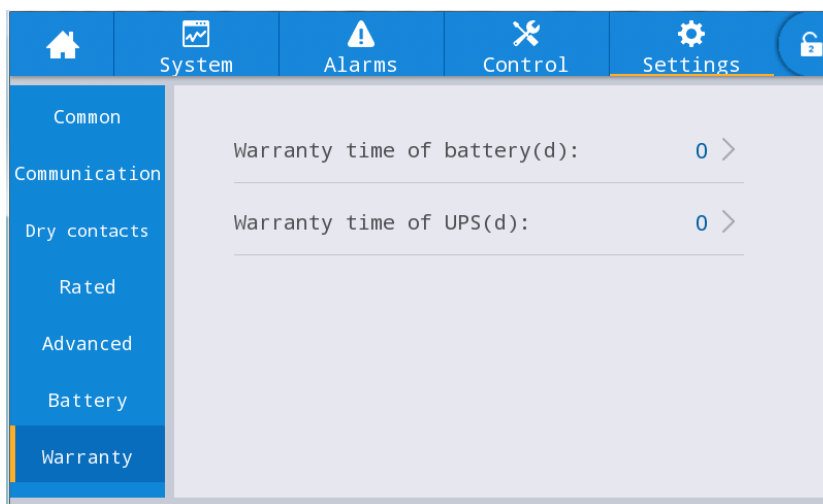 System
Alarms
Control
Settings
2
Common
Communication
Dry contacts
Rated
Advanced
Battery
Warranty
Warranty time of battery(d): 0
Warranty time of UPS(d): 0